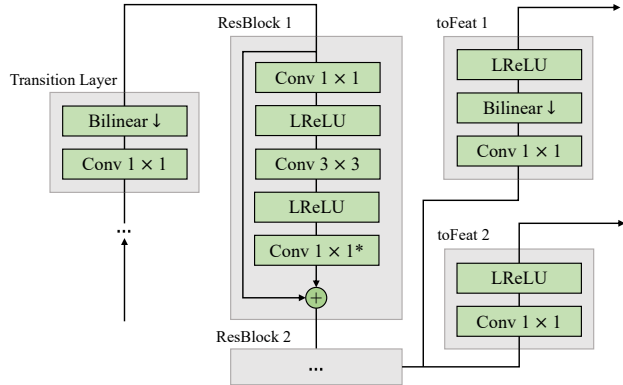 Transition Layer
Bilinear ↓
Conv 1 × 1
...
ResBlock 1
Conv 1 × 1
LReLU
Conv 3 × 3
LReLU
Conv 1 × 1*
+
ResBlock 2
...
toFeat 1
LReLU
Bilinear ↓
Conv 1 × 1
toFeat 2
LReLU
Conv 1 × 1